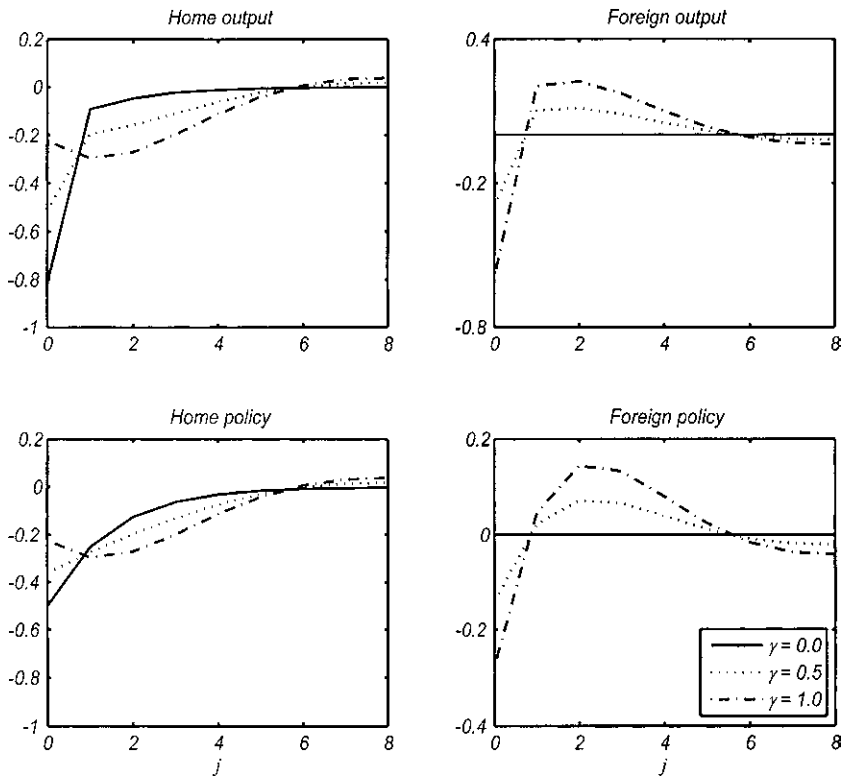 Home output
0.2
0
-0.2
-0.4
-0.6
-0.8
-1
0 2 4 6 8
Foreign output
0.4
-0.2
-0.8
0 2 4 6 8
Home policy
0.2
0
-0.2
-0.4
-0.6
-0.8
-1
0 2 4 6 8
j
Foreign policy
0.2
0
-0.2
-0.4
0 2 4 6 8
j
γ = 0.0
γ = 0.5
γ = 1.0